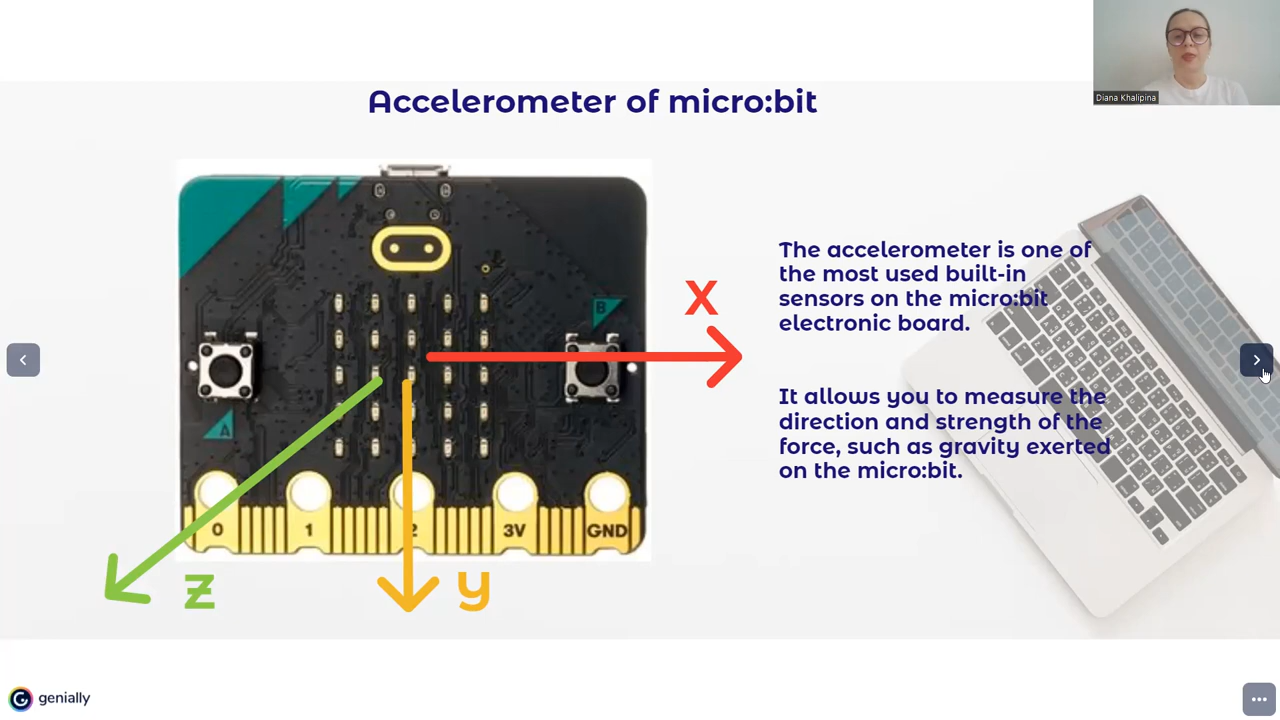 Diana Khalipina
Accelerometer of micro:bit
X
B
The accelerometer is one of
the most used built-in
sensors on the micro:bit
electronic board.
It allows you to measure the
direction and strength of the
force, such as gravity exerted
on the micro:bit.
A
0 1 2 3V GND
Z
y
genially